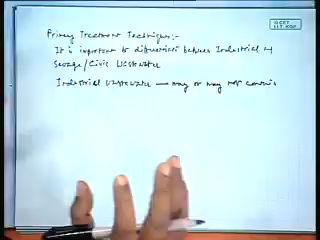 Primary Treatment Techniques:-
It is important to between Industrial &
Sewage/Civic Wastewater
Industrial Wastewater — may or may not contain
I.I.T. KGP